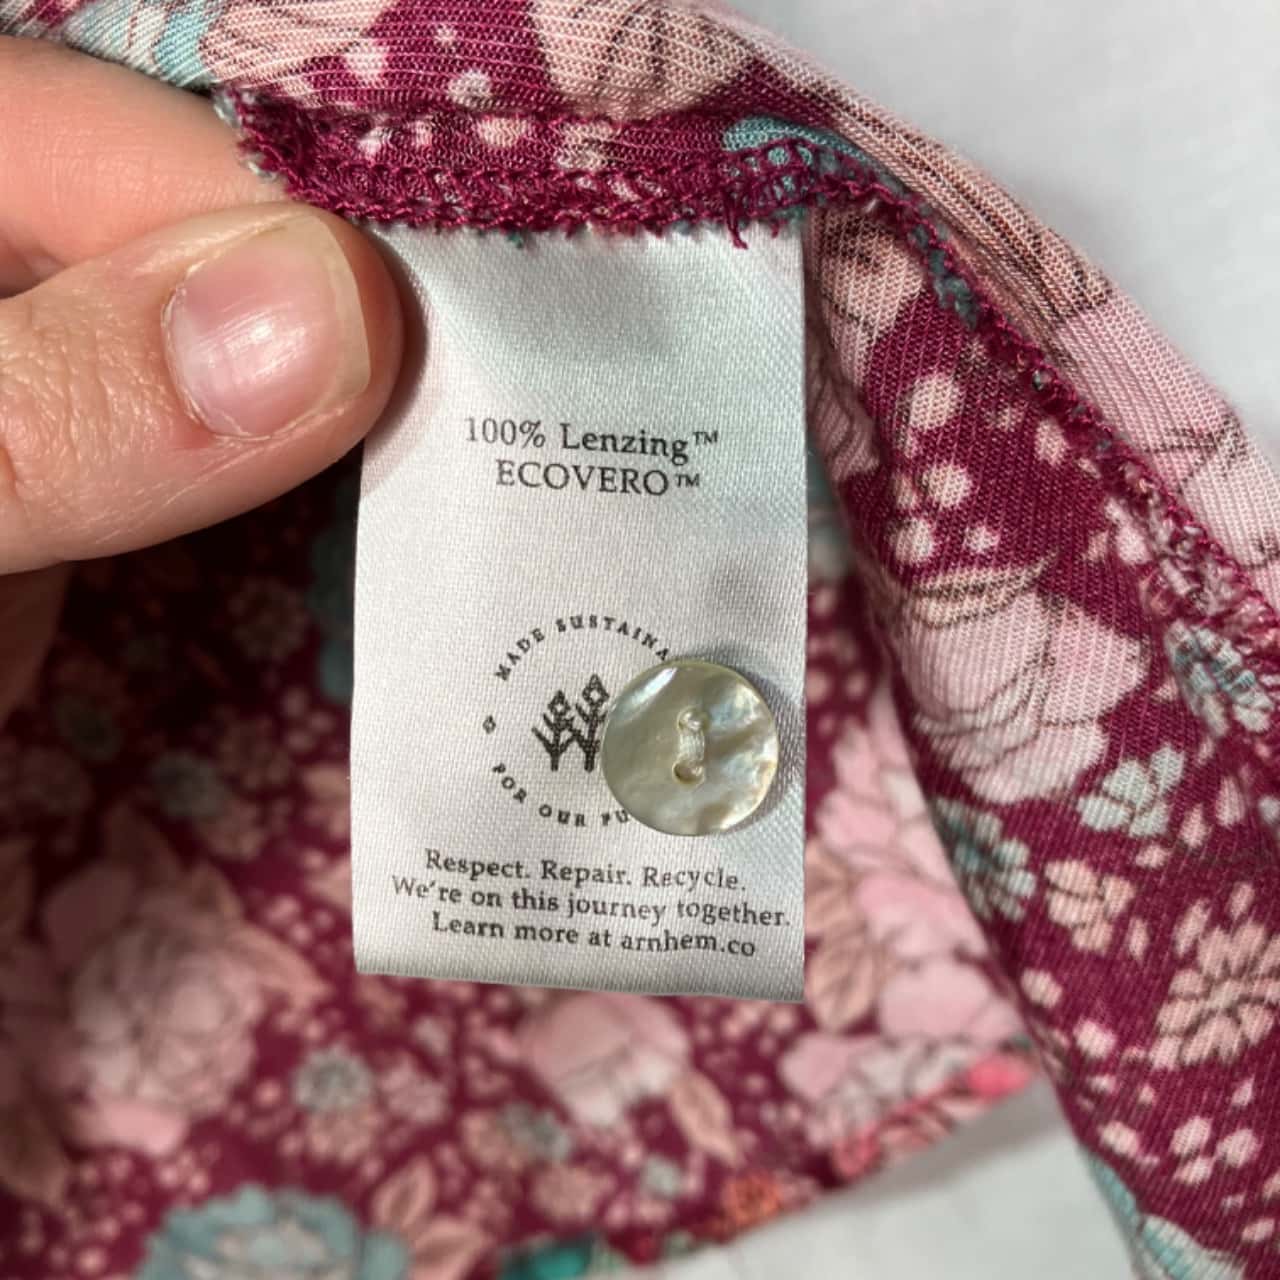 100% Lenzing™
ECOVERO™
MADE SUSTAINA
FOR OUR FU
Respect. Repair. Recycle.
We're on this journey together.
Learn more at arnhem.co